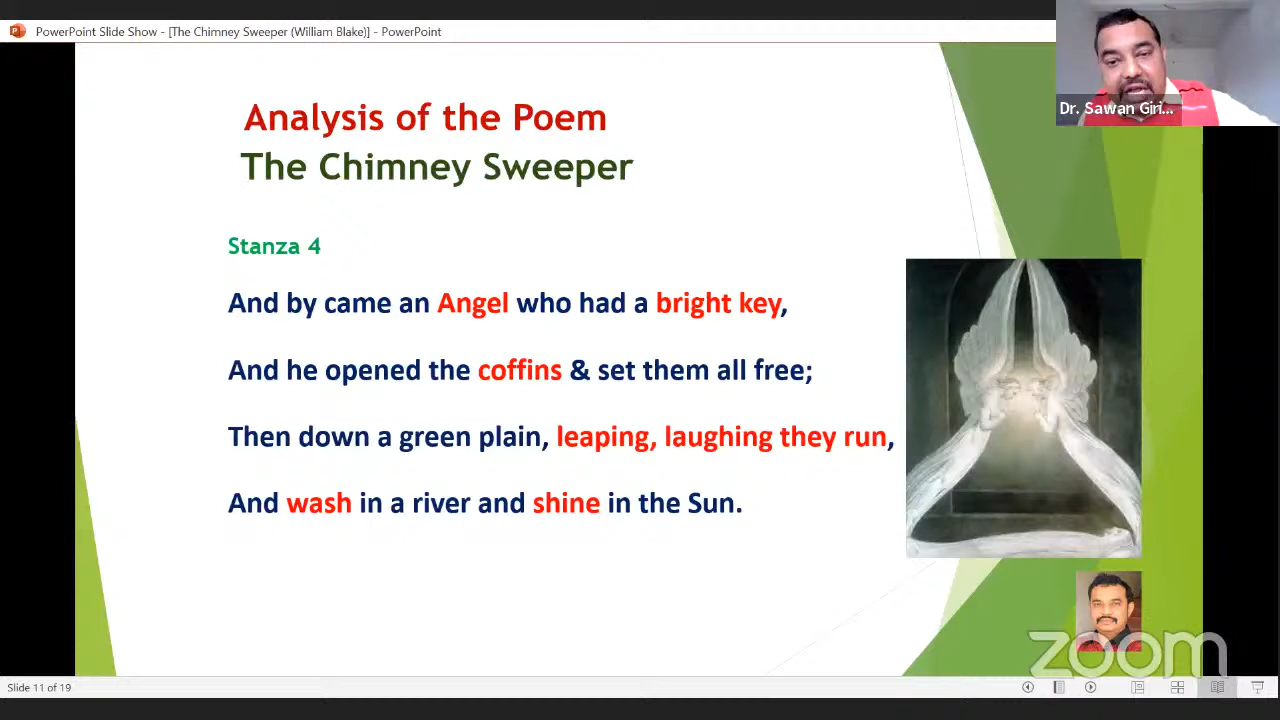 PowerPoint Slide Show - [The Chimney Sweeper (William Blake)] - PowerPoint
Dr. Sawan Giri...
Analysis of the Poem
The Chimney Sweeper
Stanza 4
And by came an Angel who had a bright key,
And he opened the coffins & set them all free;
Then down a green plain, leaping, laughing they run,
And wash in a river and shine in the Sun.
zoom
Slide 11 of 19